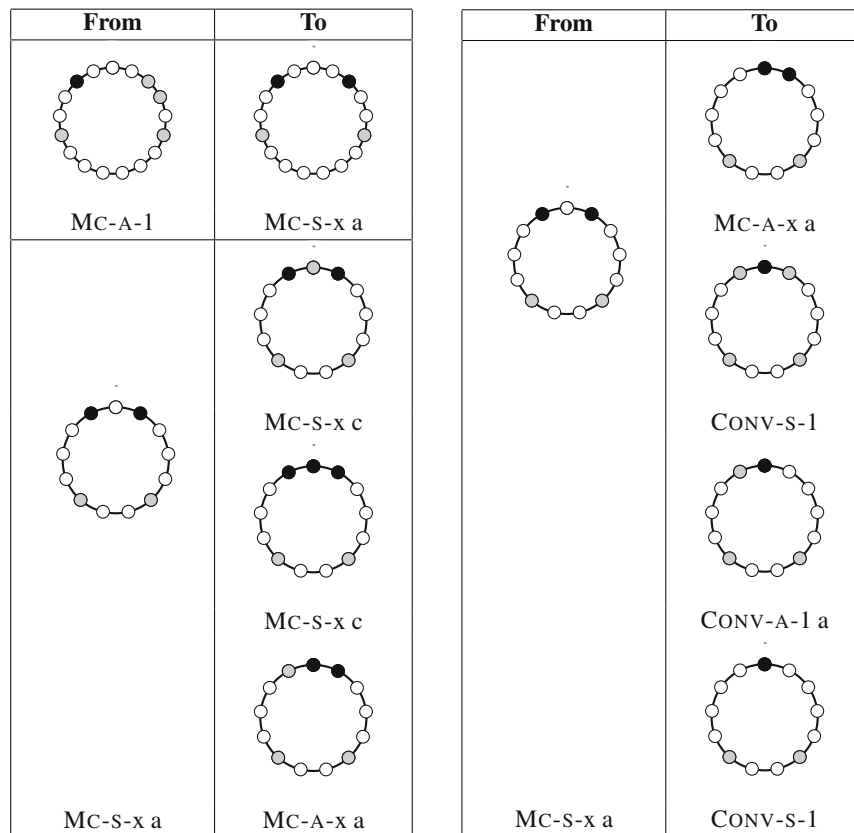 From To
MC-A-1 MC-S-x a
MC-S-x c
MC-S-x c
MC-S-x a MC-A-x a
From To
MC-A-x a
CONV-S-1
CONV-A-1 a
MC-S-x a CONV-S-1